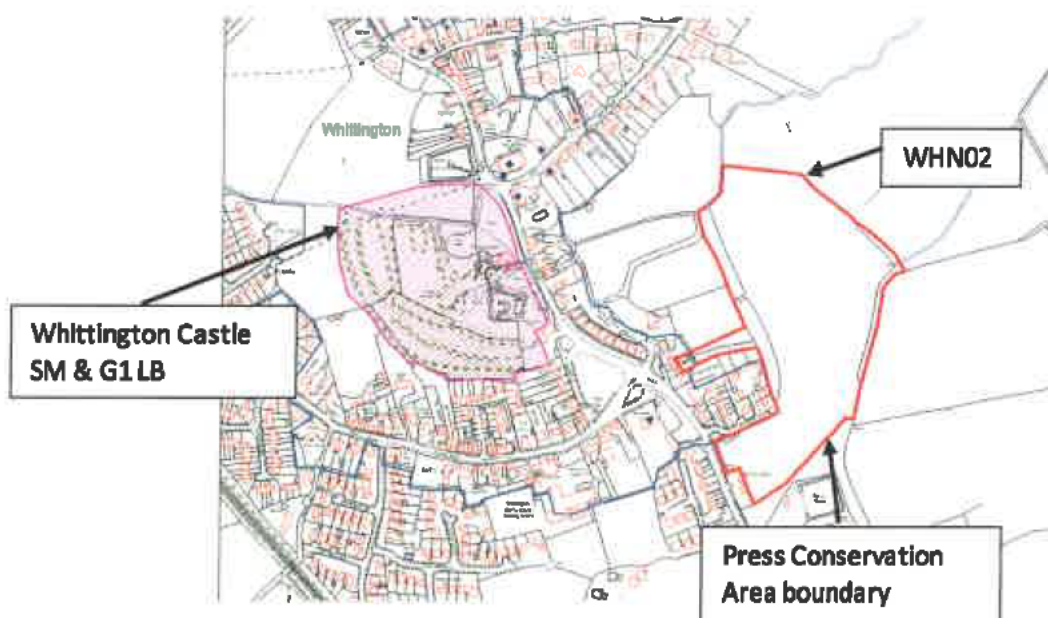 Whittington
WHN02
Whittington Castle
SM & G1 LB
Press Conservation
Area boundary